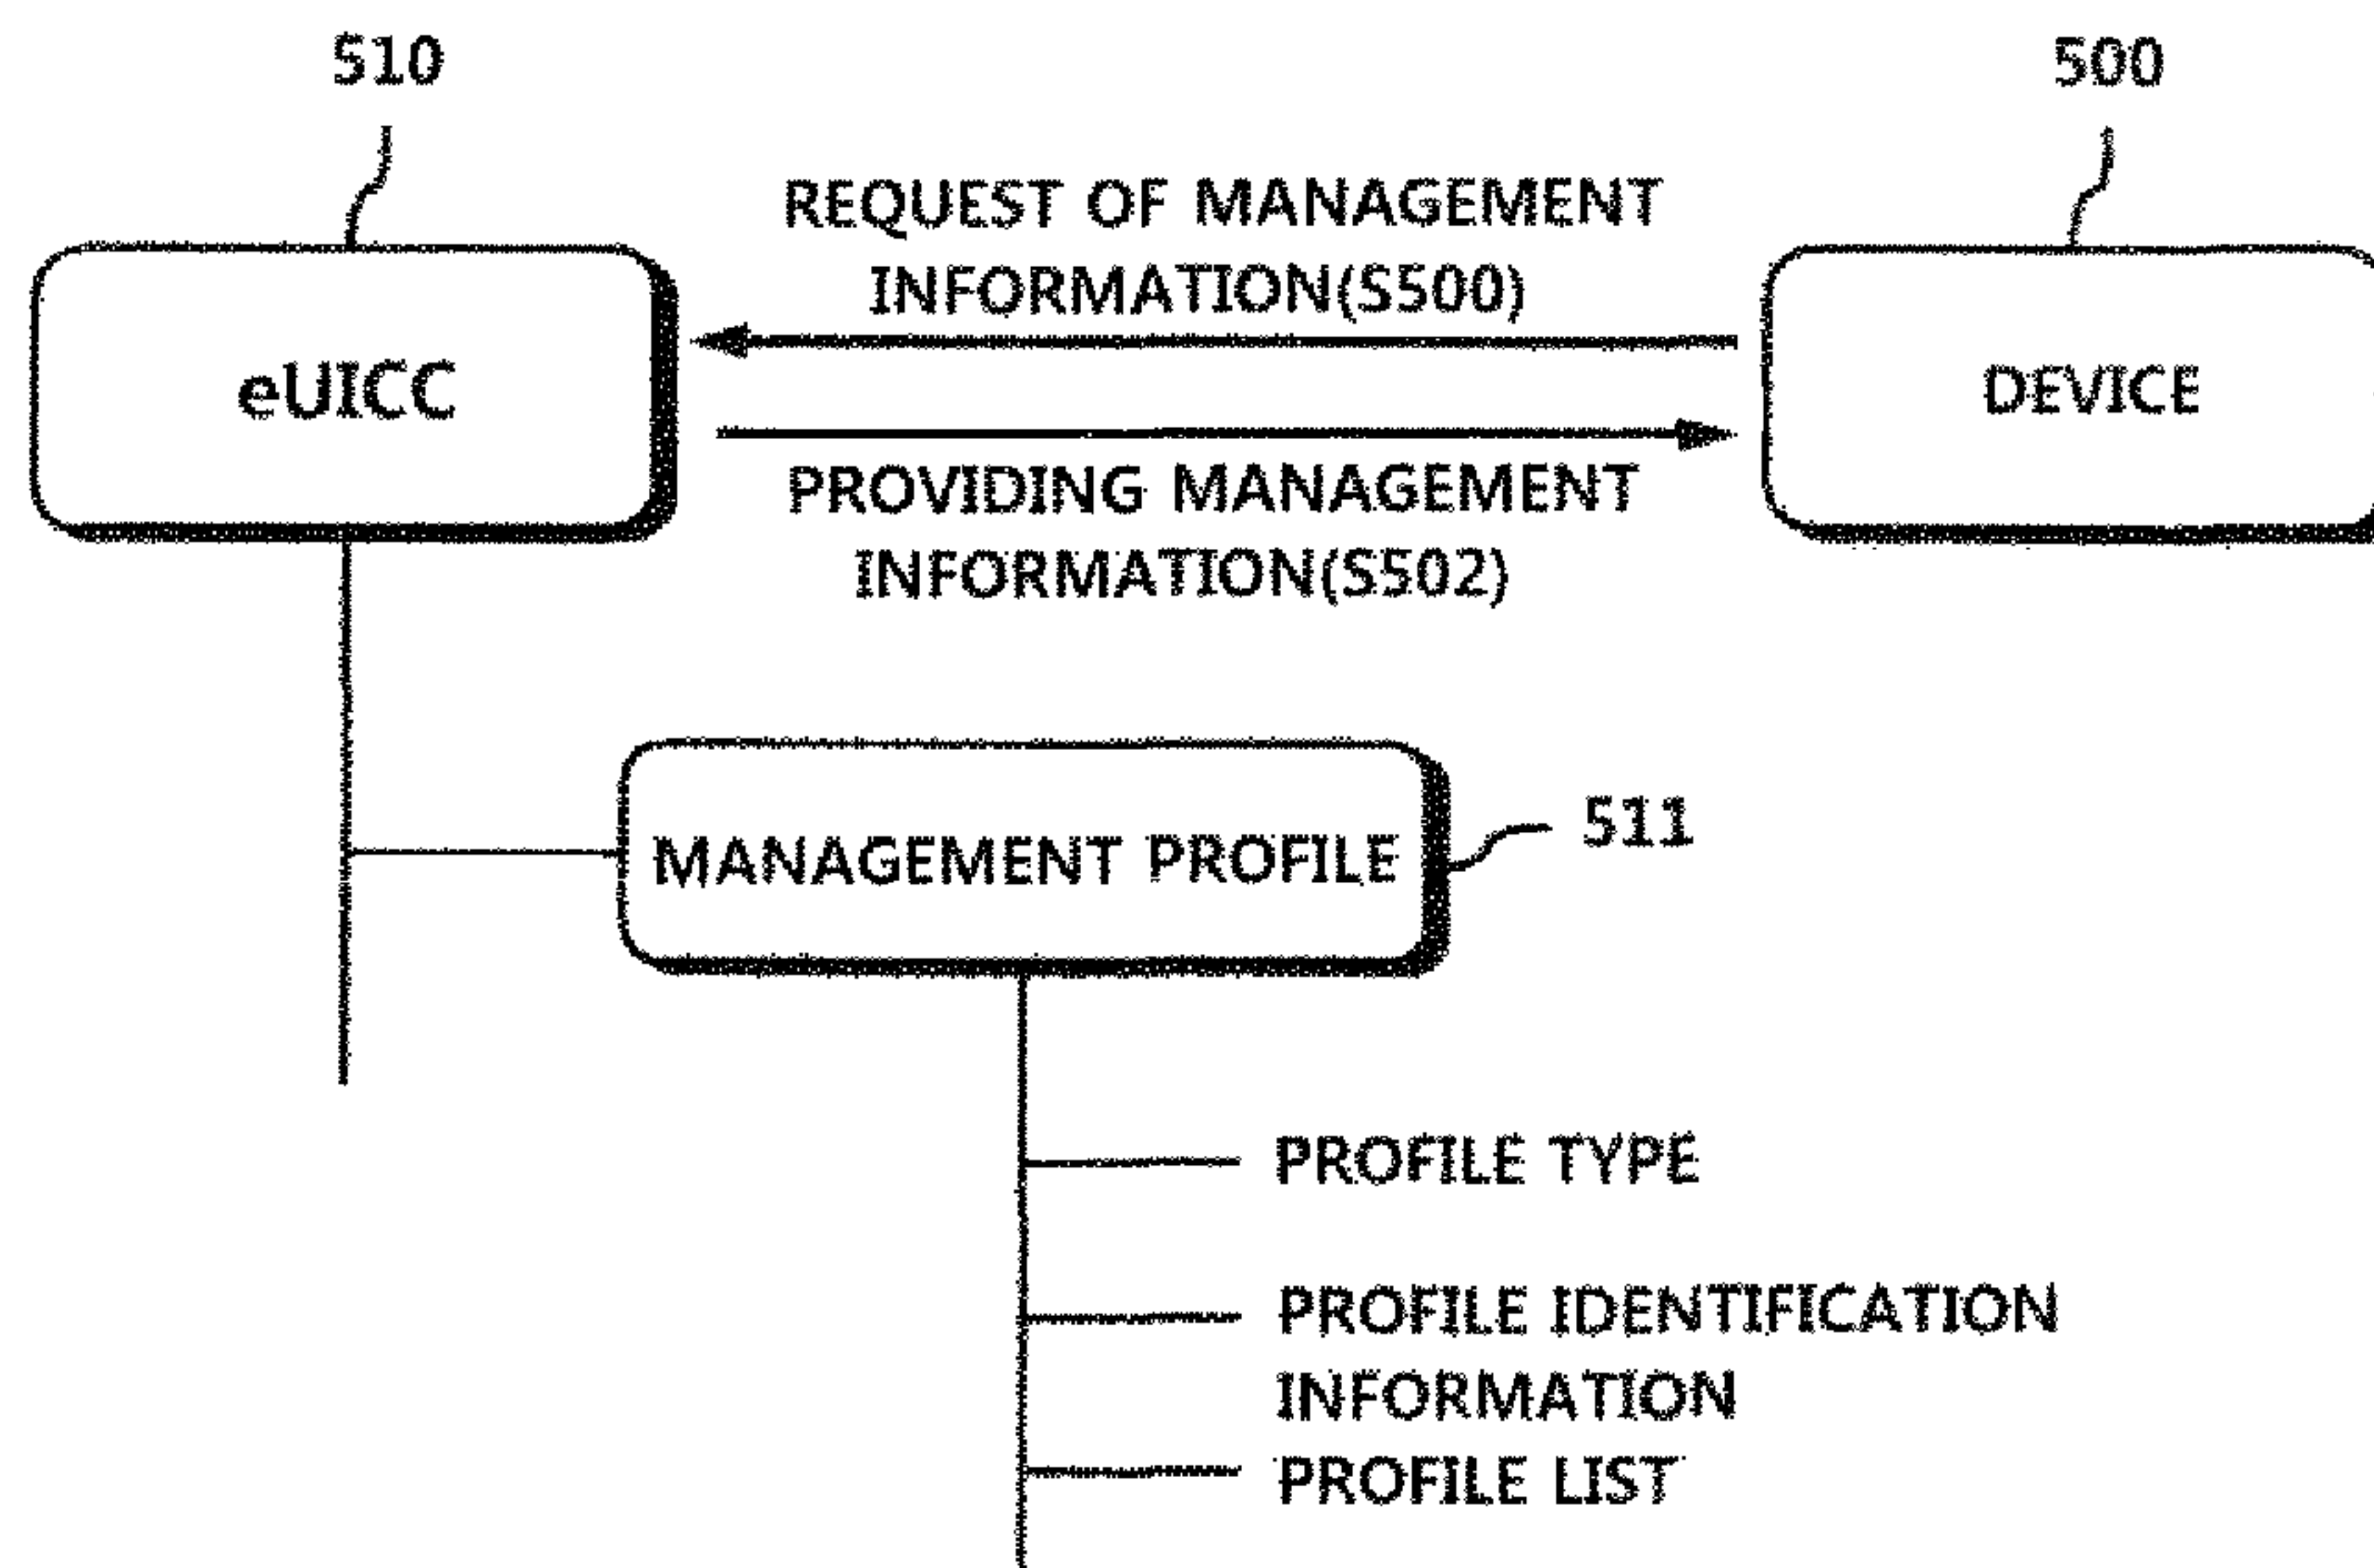 510
500
REQUEST OF MANAGEMENT
INFORMATION(S500)
eUICC
DEVICE
PROVIDING MANAGEMENT
INFORMATION(S502)
MANAGEMENT PROFILE
511
PROFILE TYPE
PROFILE IDENTIFICATION
INFORMATION
PROFILE LIST